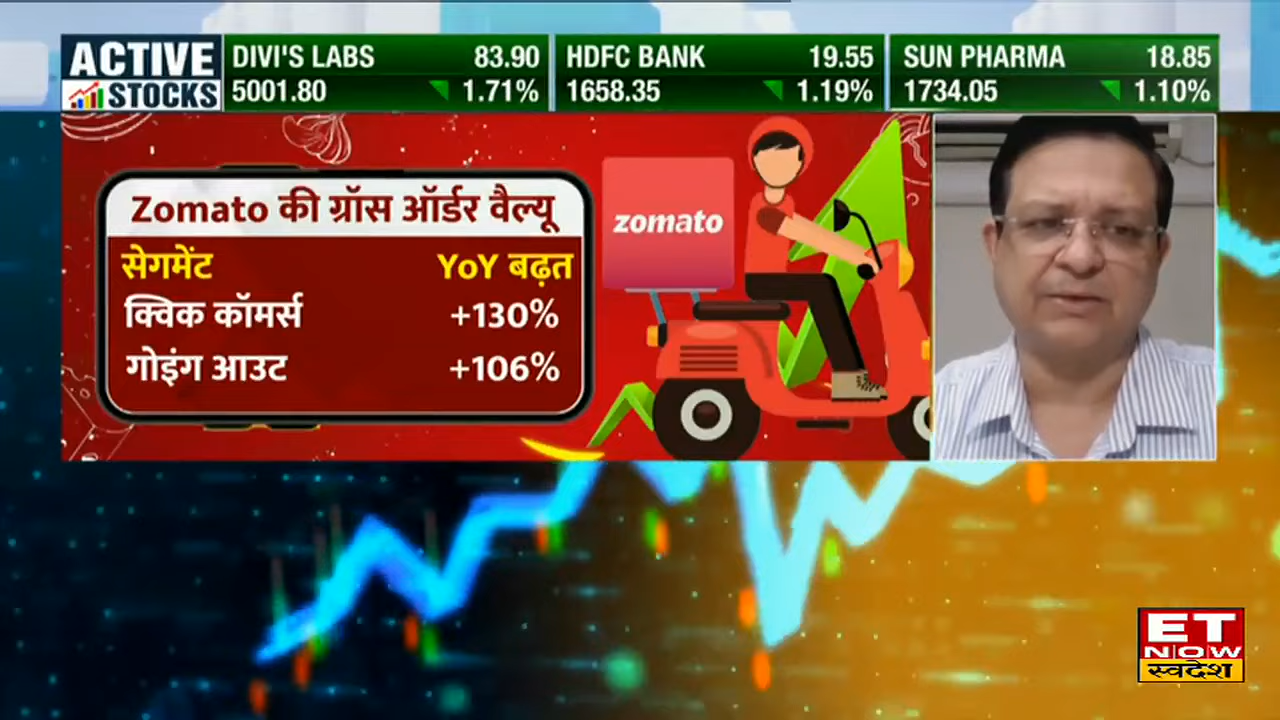 ACTIVE
STOCKS
DIVI'S LABS 83.90
5001.80 1.71%
HDFC BANK 19.55
1658.35 1.19%
SUN PHARMA 18.85
1734.05 1.10%
Zomato की ग्रॉस ऑर्डर वैल्यू
सेगमेंट YoY बढ़त
क्विक कॉमर्स +130%
गोइंग आउट +106%
zomato
ET
NOW
स्वदेश